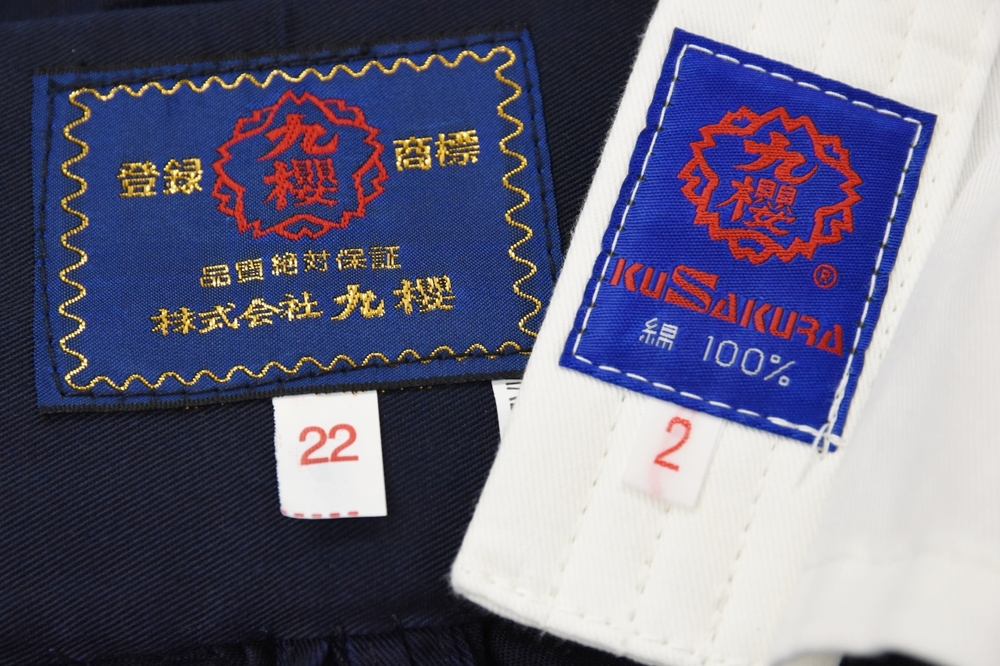 登録 九櫻 商標
品質絶対保証
株式会社 九櫻
22
九櫻
®
KUSAKURA
綿 100%
2